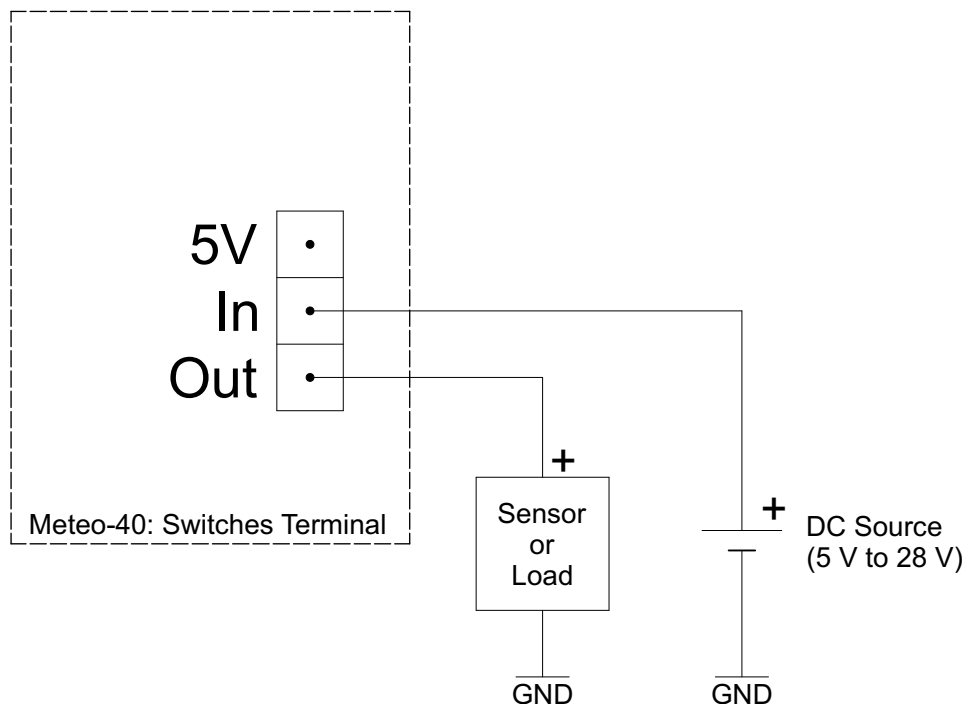 5V
In
Out
Meteo-40: Switches Terminal
+
Sensor
or
Load
+
DC Source
(5 V to 28 V)
GND
GND